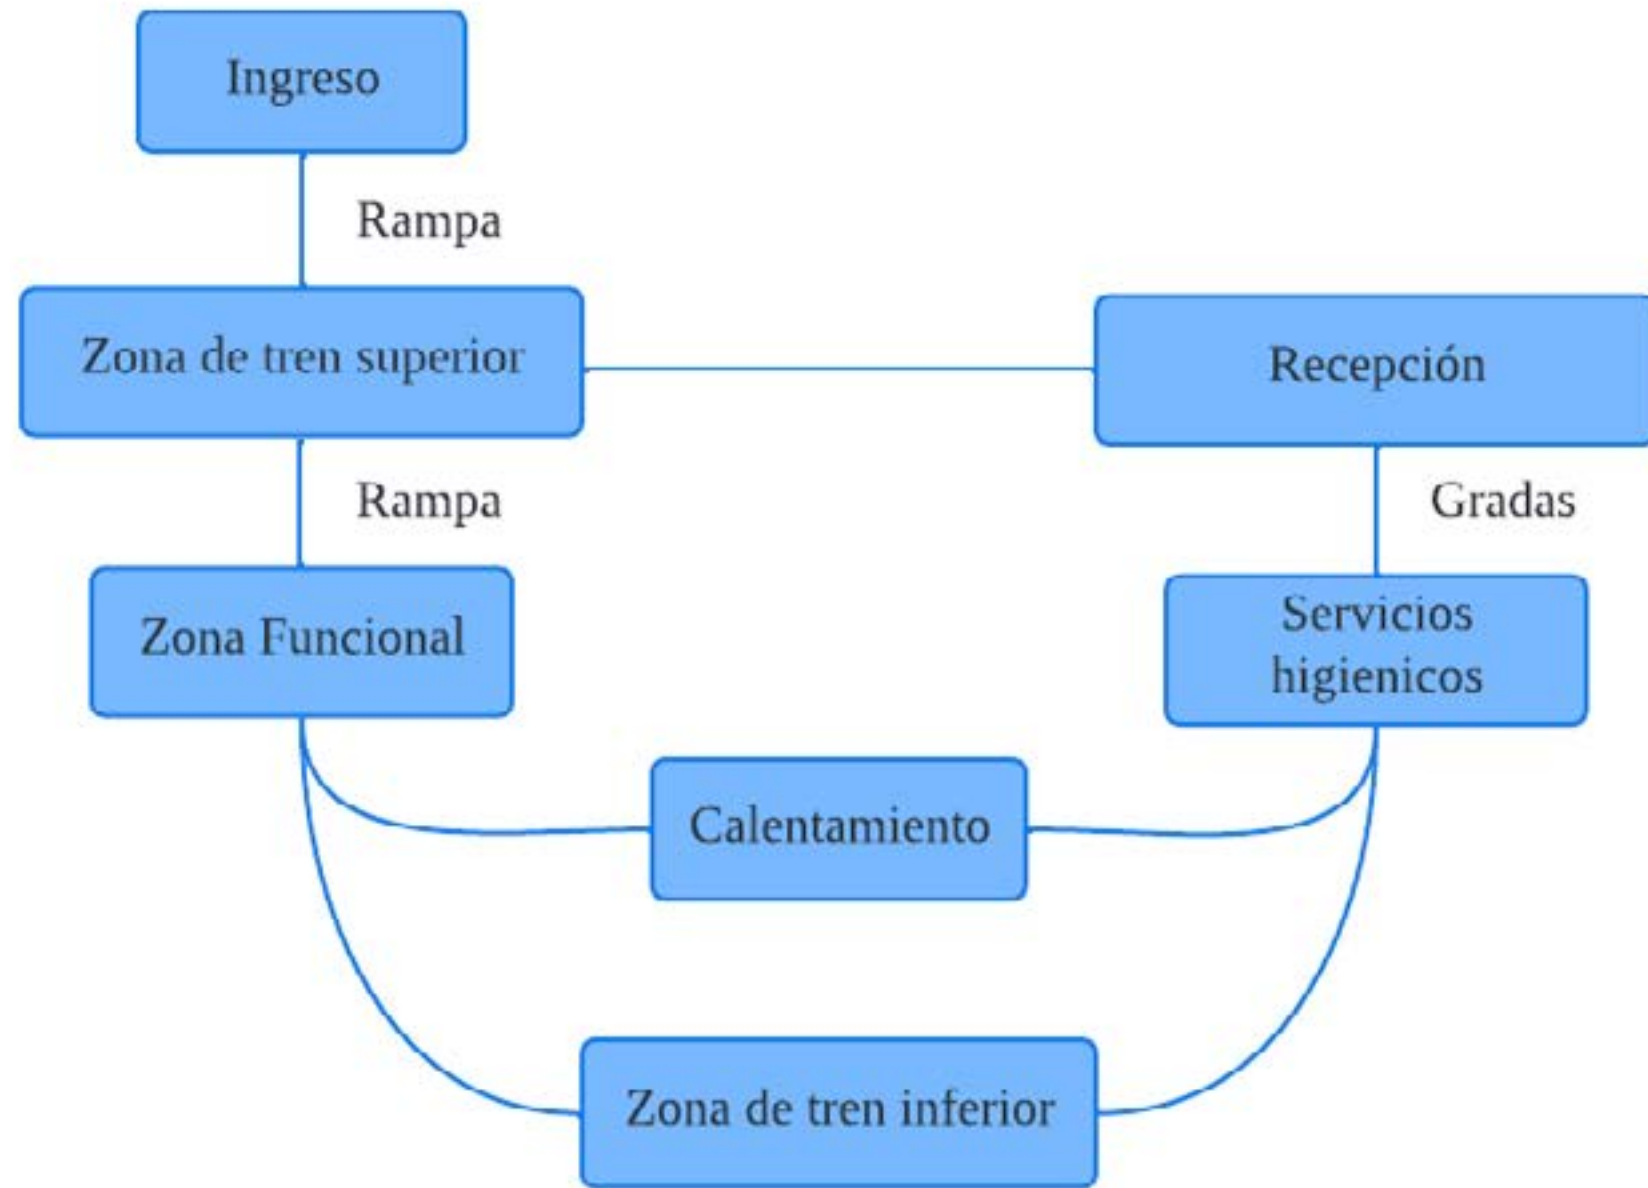 Ingreso
Rampa
Zona de tren superior
Recepción
Rampa
Gradas
Zona Funcional
Servicios
higienicos
Calentamiento
Zona de tren inferior